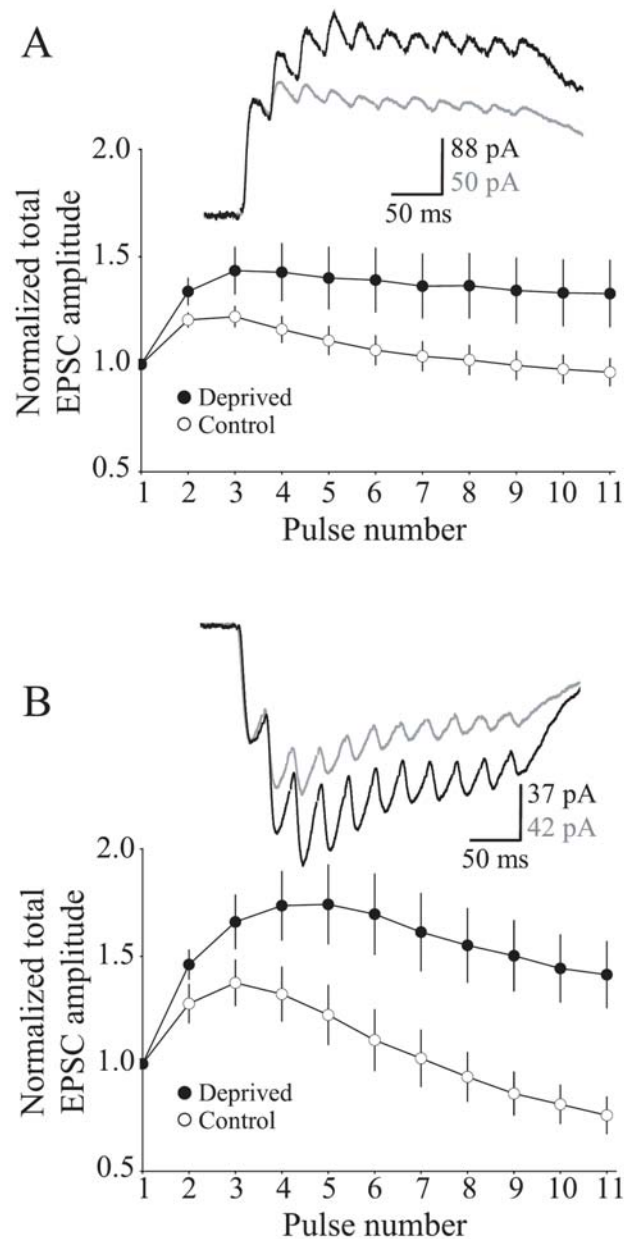 A
88 pA
50 pA
50 ms
2.0
1.5
1.0
0.5
Normalized total
EPSC amplitude
Deprived
Control
1 2 3 4 5 6 7 8 9 10 11
Pulse number
B
37 pA
42 pA
50 ms
2.0
1.5
1.0
0.5
Normalized total
EPSC amplitude
Deprived
Control
1 2 3 4 5 6 7 8 9 10 11
Pulse number